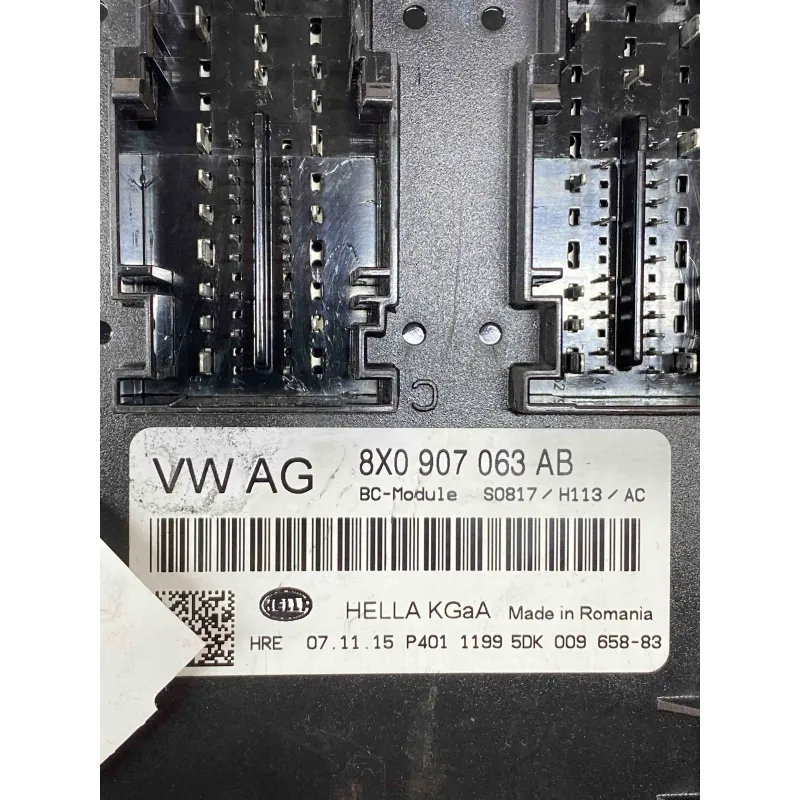 C
VW AG
8X0 907 063 AB
BC-Module S0817/H113/AC
HELLA
HELLA KGaA Made in Romania
HRE 07.11.15 P401 1199 5DK 009 658-83